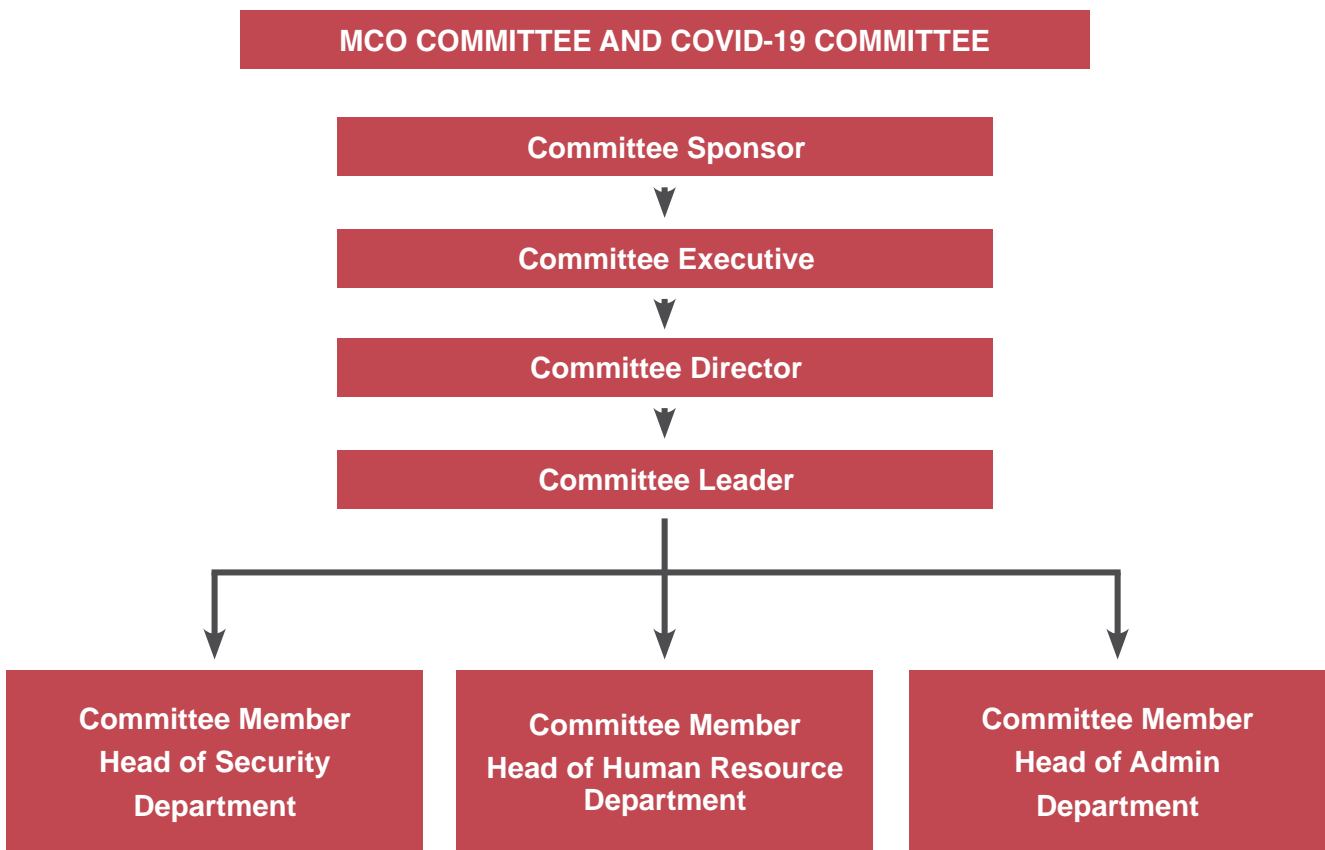 MCO COMMITTEE AND COVID-19 COMMITTEE
Committee Sponsor
Committee Executive
Committee Director
Committee Leader
Committee Member
Head of Security
Department
Committee Member
Head of Human Resource
Department
Committee Member
Head of Admin
Department